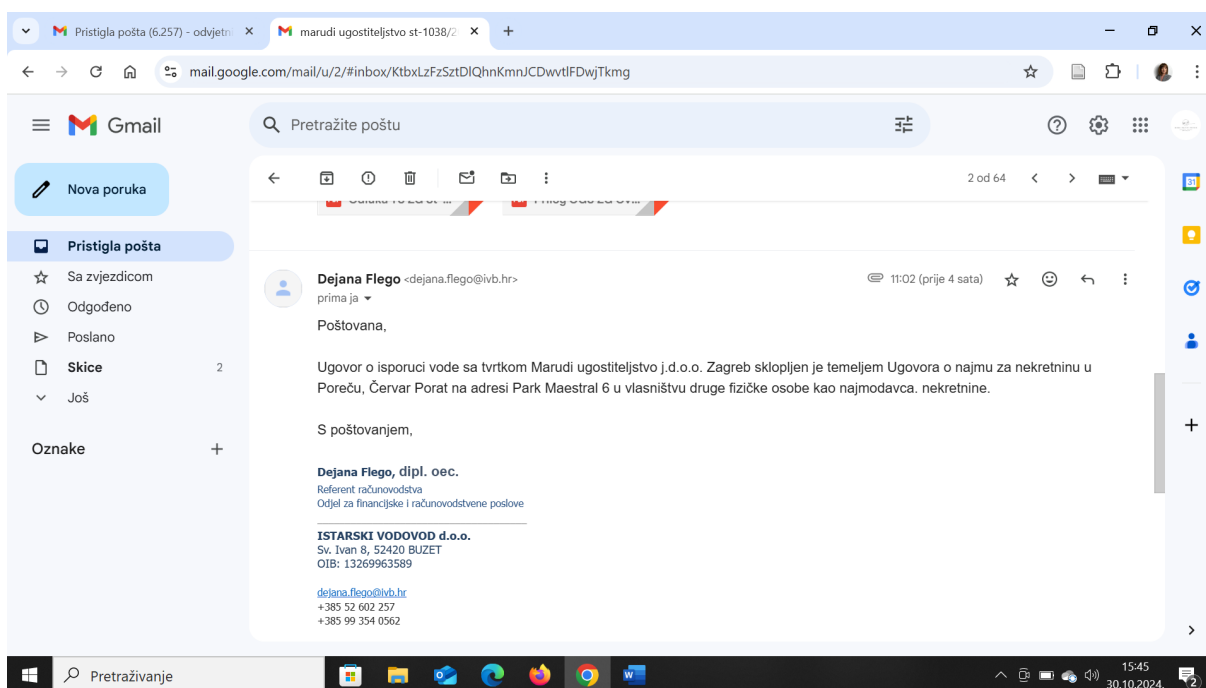 Pristigla pošta (6.257) - odvjetn
marudi ugostiteljstvo st-1038/2
mail.google.com/mail/u/2/#inbox/KtbxLzFzSztDlQhnKmnJCDwvtlFDwjTkmg
Gmail
Pretražite poštu
Nova poruka
2 od 64
Pristigla pošta
Sa zvjezdicom
Odgođeno
Poslano
Skice 2
Još
Oznake
31
Dejana Flego <dejana.flego@ivb.hr>
11:02 (prije 4 sata)
prima ja
Poštovana,
Ugovor o isporuci vode sa tvrtkom Marudi ugostiteljstvo j.d.o.o. Zagreb sklopljen je temeljem Ugovora o najmu za nekretninu u
Poreču, Červar Porat na adresi Park Maestral 6 u vlasništvu druge fizičke osobe kao najmodavca. nekretnine.
S poštovanjem,
Dejana Flego, dipl. oec.
Referent računovodstva
Odjel za financijske i računovodstvene poslove
ISTARSKI VODOVOD d.o.o.
Sv. Ivan 8, 52420 BUZET
OIB: 13269963589
dejana.flego@ivb.hr
+385 52 602 257
+385 99 354 0562
Pretraživanje
15:45
30.10.2024.
2